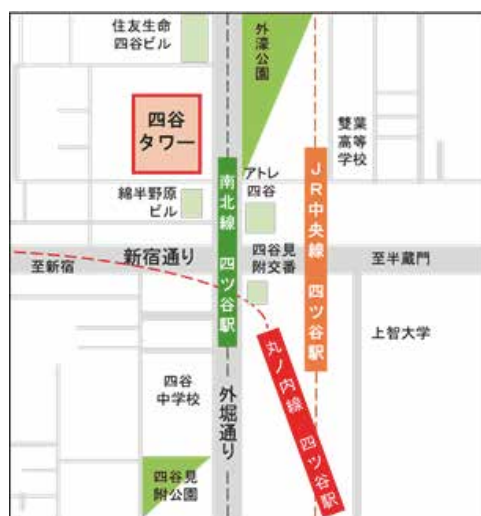 住友生命
四谷ビル
外濠公園
四谷
タワー
雙葉
高等
学校
アトレ
四谷
綿半野原
ビル
南北線 四ツ谷駅
JR中央線 四ツ谷駅
新宿通り
四谷見
附交番
至新宿
至半蔵門
丸ノ内線 四ツ谷駅
上智大学
四谷
中学校
外堀通り
四谷見
附公園